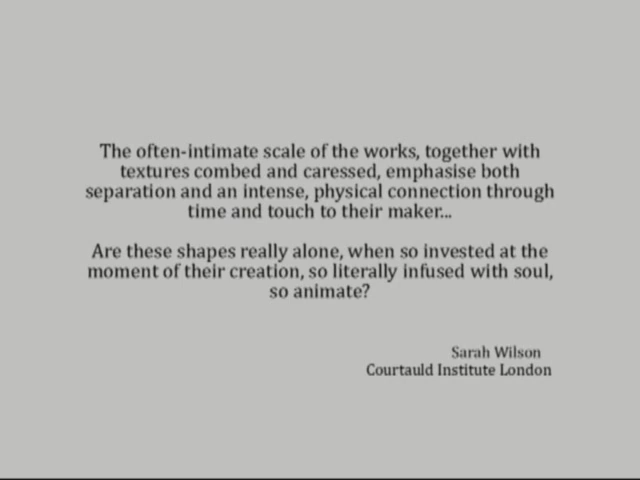 The often-intimate scale of the works, together with
textures combed and caressed, emphasise both
separation and an intense, physical connection through
time and touch to their maker...
Are these shapes really alone, when so invested at the
moment of their creation, so literally infused with soul,
so animate?
Sarah Wilson
Courtauld Institute London